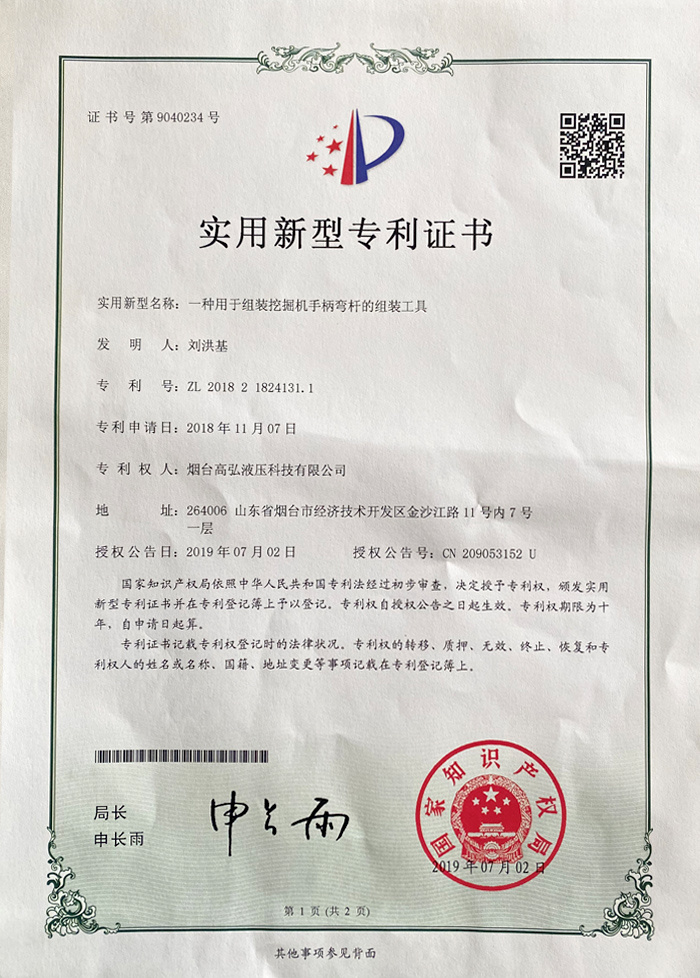 证书号第9040234号
实用新型专利证书
实用新型名称：一种用于组装挖掘机手柄弯杆的组装工具
发明人：刘洪基
专利号：ZL 2018 2 1824131.1
专利申请日：2018年11月07日
专利权人：烟台高弘液压科技有限公司
地址：264006 山东省烟台市经济技术开发区金沙江路11号内7号
一层
授权公告日：2019年07月02日 授权公告号：CN 209053152 U
国家知识产权局依照中华人民共和国专利法经过初步审查，决定授予专利权，颁发实用
新型专利证书并在专利登记簿上予以登记。专利权自授权公告之日起生效。专利权期限为十
年，自申请日起算。
专利证书记载专利权登记时的法律状况。专利权的转移、质押、无效、终止、恢复和专
利权人的姓名或名称、国籍、地址变更等事项记载在专利登记簿上。
局长
申长雨
申长雨
国家知识产权局
2019年07月02日
第1页(共2页)
其他事项参见背面